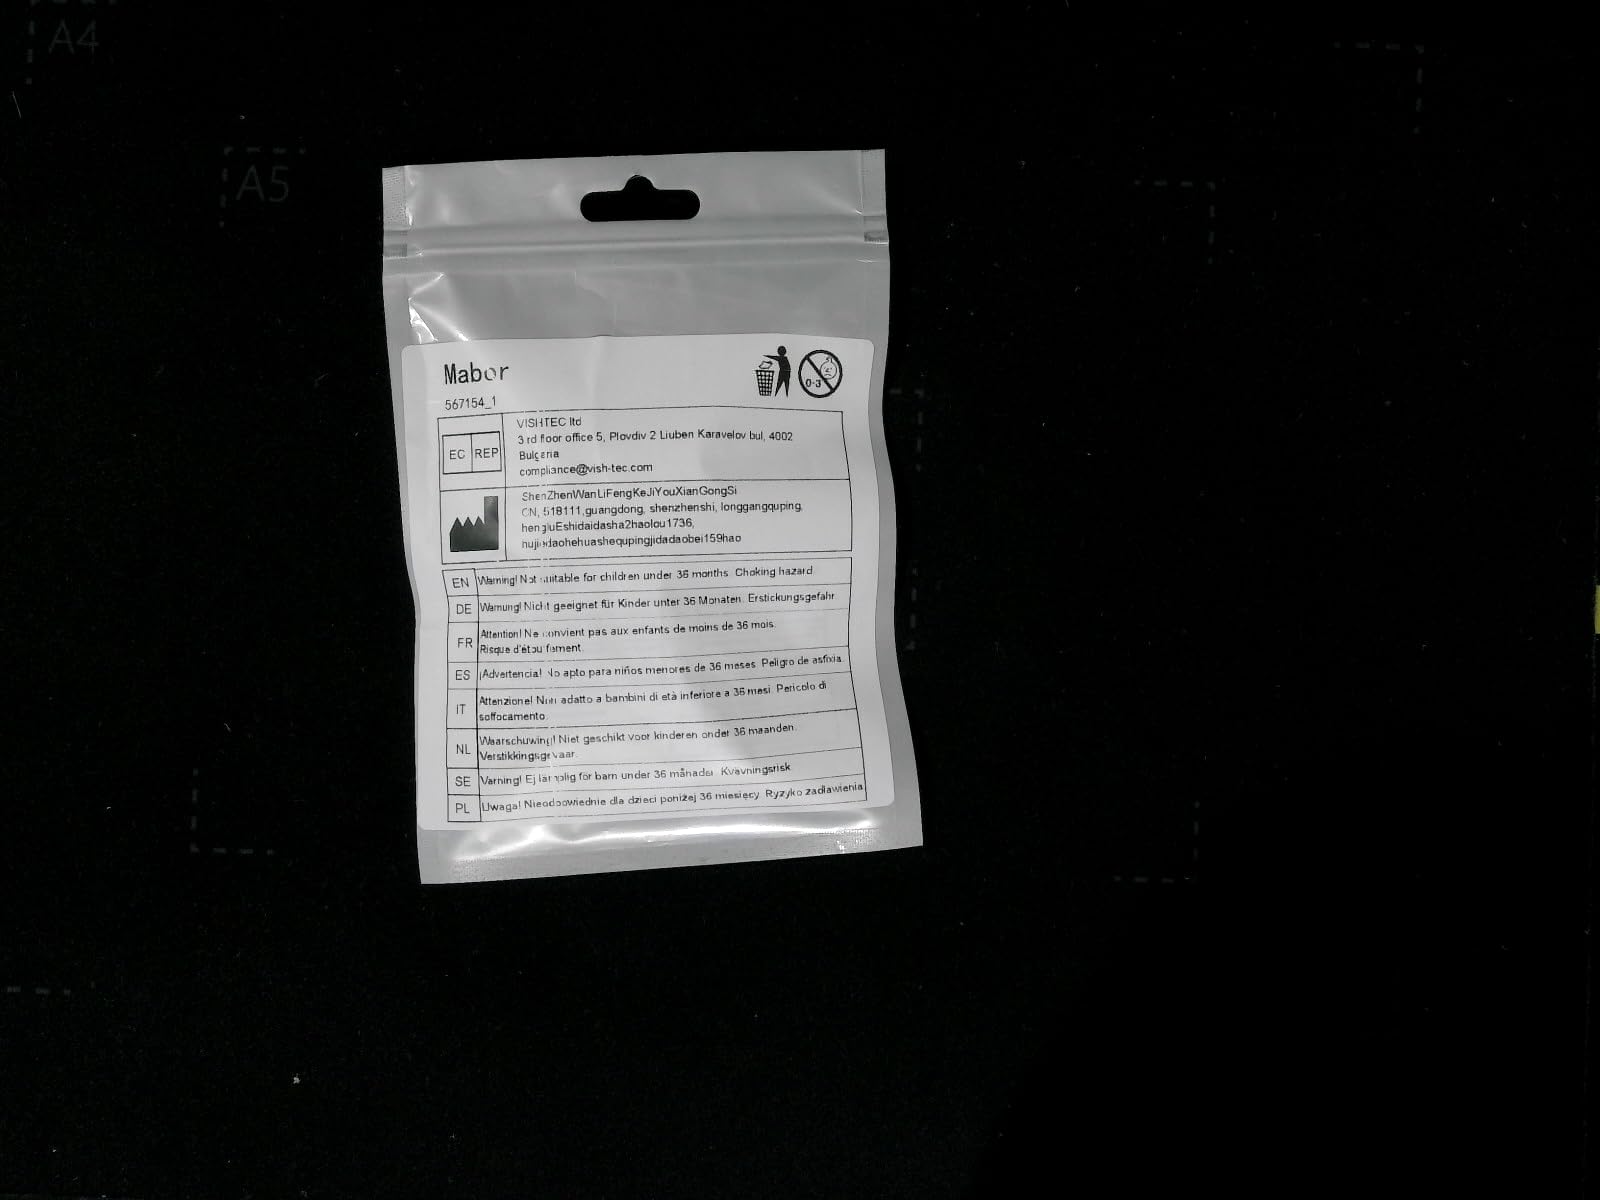 A4
A5
Mabor
567154_1
0-3
EC REP
VISHTEC ltd
3 rd floor office 5, Plovdiv 2 Liuben Karavelov bul, 4002
Bulgaria
compliance@vish-tec.com
ShenZhenWanLiFengKeJiYouXianGongSi
CN, 518111,guangdong, shenzhenshi, longgangquping,
hengluEshidaidasha2haolou1736,
EN Warning! Not suitable for children under 36 months. Choking hazard.
DE Warnung! Nicht geeignet für Kinder unter 36 Monaten. Erstickungsgefahr.
FR Attention! Ne convient pas aux enfants de moins de 36 mois.
Risque d'étouffement.
ES ¡Advertencia! No apto para niños menores de 36 meses. Peligro de asfixia.
IT Attenzione! Non adatto a bambini di età inferiore a 36 mesi. Pericolo di
soffocamento.
NL Waarschuwing! Niet geschikt voor kinderen onder 36 maanden.
Verstikkingsgevaar.
SE Varning! Ej lämplig för barn under 36 månader. Kvävningsrisk.
PL Uwaga! Nieodpowiednie dla dzieci poniżej 36 miesięcy. Ryzyko zadławienia.